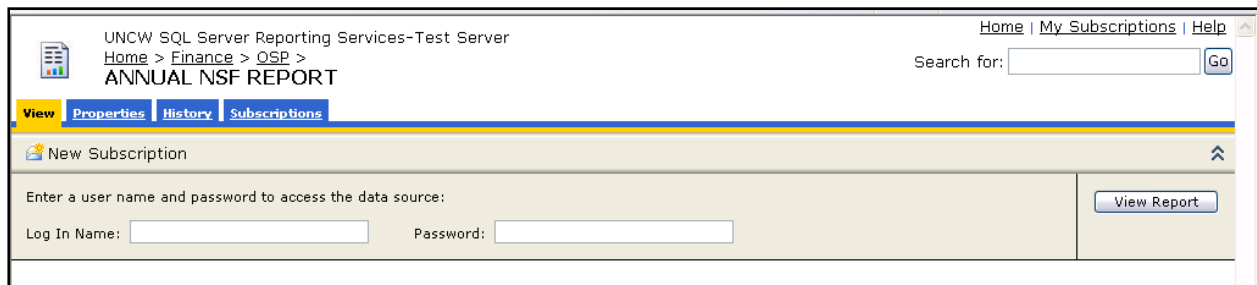 UNCW SQL Server Reporting Services-Test Server
Home > Finance > OSP >
ANNUAL NSF REPORT
Home | My Subscriptions | Help
Search for: Go
View Properties History Subscriptions
New Subscription
Enter a user name and password to access the data source:
View Report
Log In Name: Password: